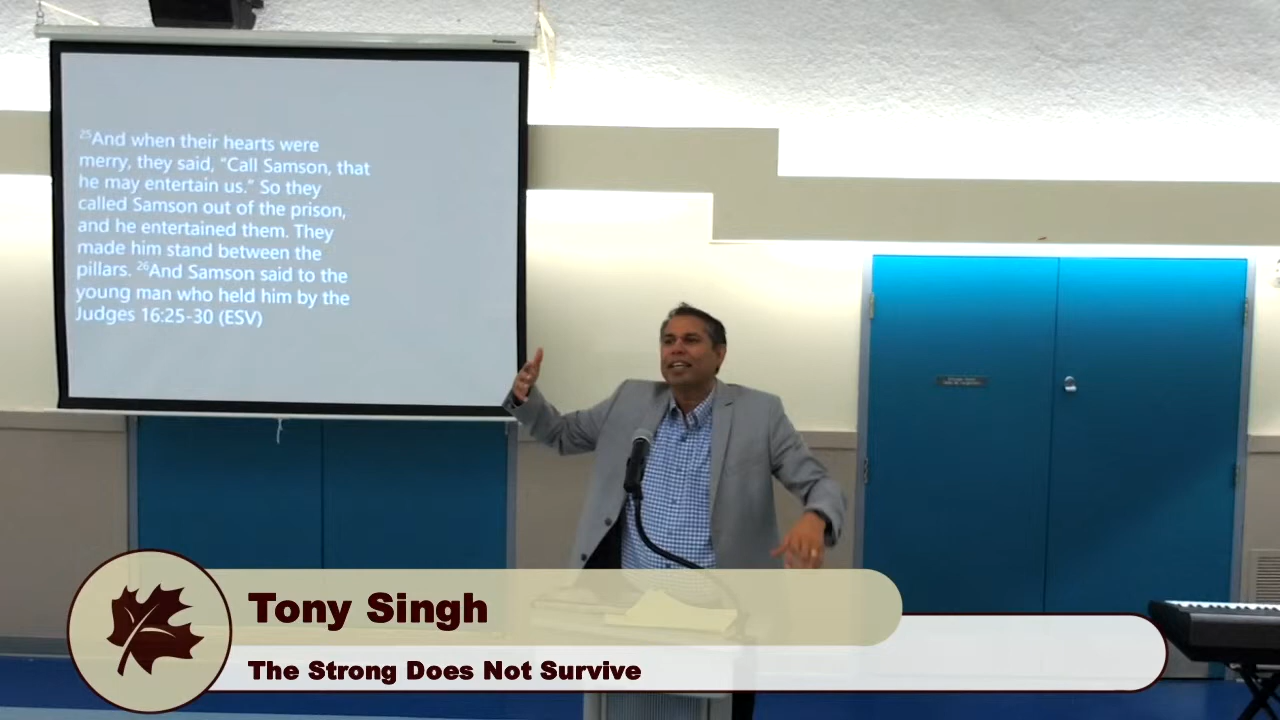 25And when their hearts were
merry, they said, "Call Samson, that
he may entertain us." So they
called Samson out of the prison,
and he entertained them. They
made him stand between the
pillars. 26And Samson said to the
young man who held him by the
Judges 16:25-30 (ESV)
Tony Singh
The Strong Does Not Survive